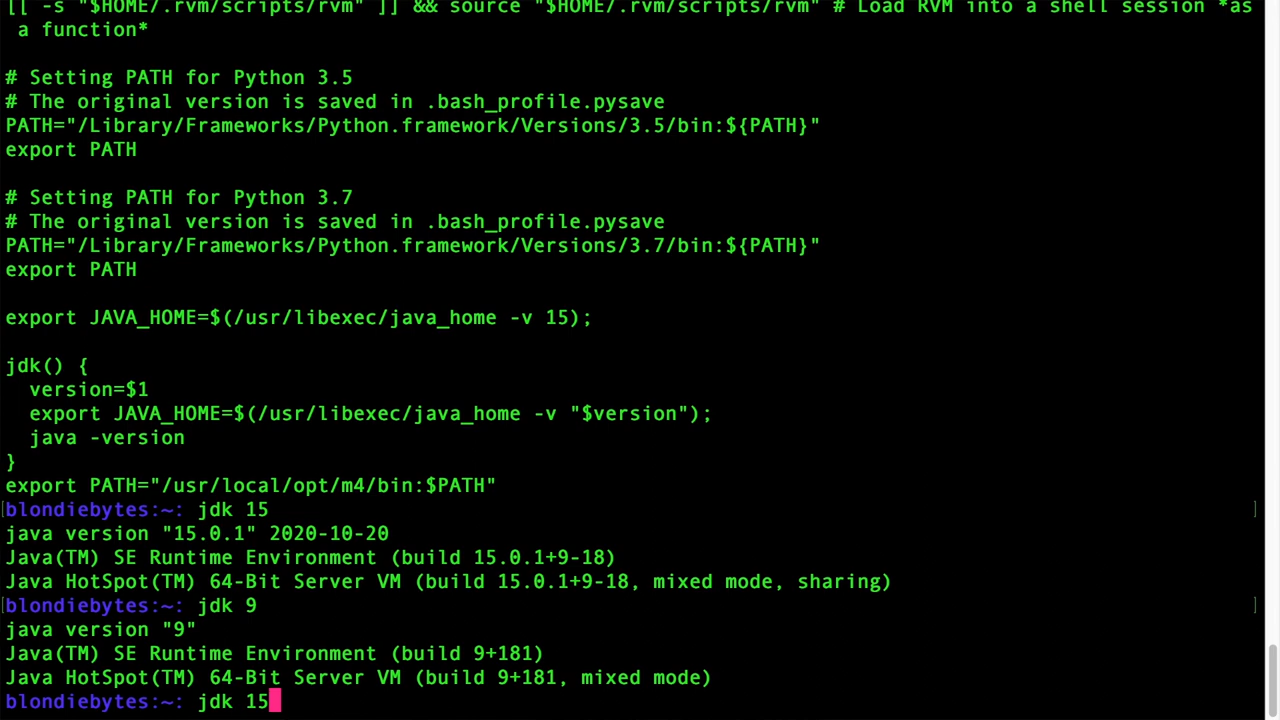 [[ -s "$HOME/.rvm/scripts/rvm" ]] && source "$HOME/.rvm/scripts/rvm" # Load RVM into a shell session *as
 a function*
# Setting PATH for Python 3.5
# The original version is saved in .bash_profile.pysave
PATH="/Library/Frameworks/Python.framework/Versions/3.5/bin:${PATH}"
export PATH
# Setting PATH for Python 3.7
# The original version is saved in .bash_profile.pysave
PATH="/Library/Frameworks/Python.framework/Versions/3.7/bin:${PATH}"
export PATH
export JAVA_HOME=$(/usr/libexec/java_home -v 15);
jdk() {
  version=$1
  export JAVA_HOME=$(/usr/libexec/java_home -v "$version");
  java -version
}
export PATH="/usr/local/opt/m4/bin:$PATH"
[blondiebytes:~: jdk 15 ]
java version "15.0.1" 2020-10-20
Java(TM) SE Runtime Environment (build 15.0.1+9-18)
Java HotSpot(TM) 64-Bit Server VM (build 15.0.1+9-18, mixed mode, sharing)
[blondiebytes:~: jdk 9 ]
java version "9"
Java(TM) SE Runtime Environment (build 9+181)
Java HotSpot(TM) 64-Bit Server VM (build 9+181, mixed mode)
blondiebytes:~: jdk 15